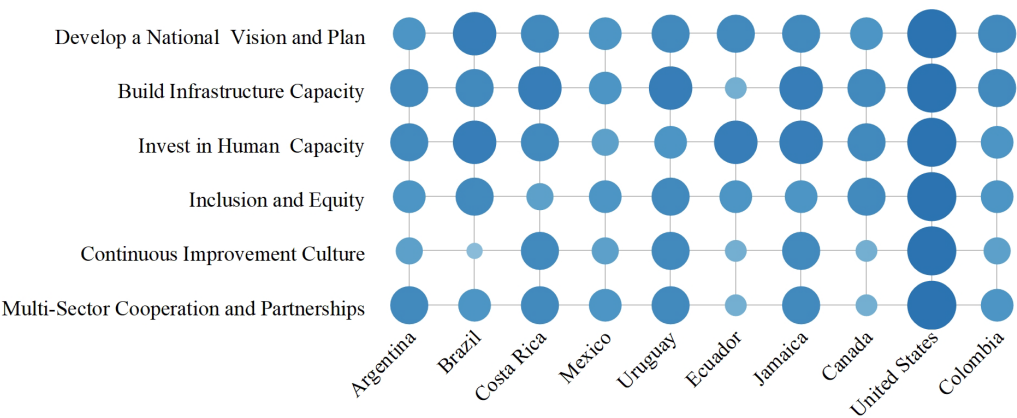 Develop a National Vision and Plan
Build Infrastructure Capacity
Invest in Human Capacity
Inclusion and Equity
Continuous Improvement Culture
Multi-Sector Cooperation and Partnerships
Argentina
Brazil
Costa Rica
Mexico
Uruguay
Ecuador
Jamaica
Canada
United States
Colombia